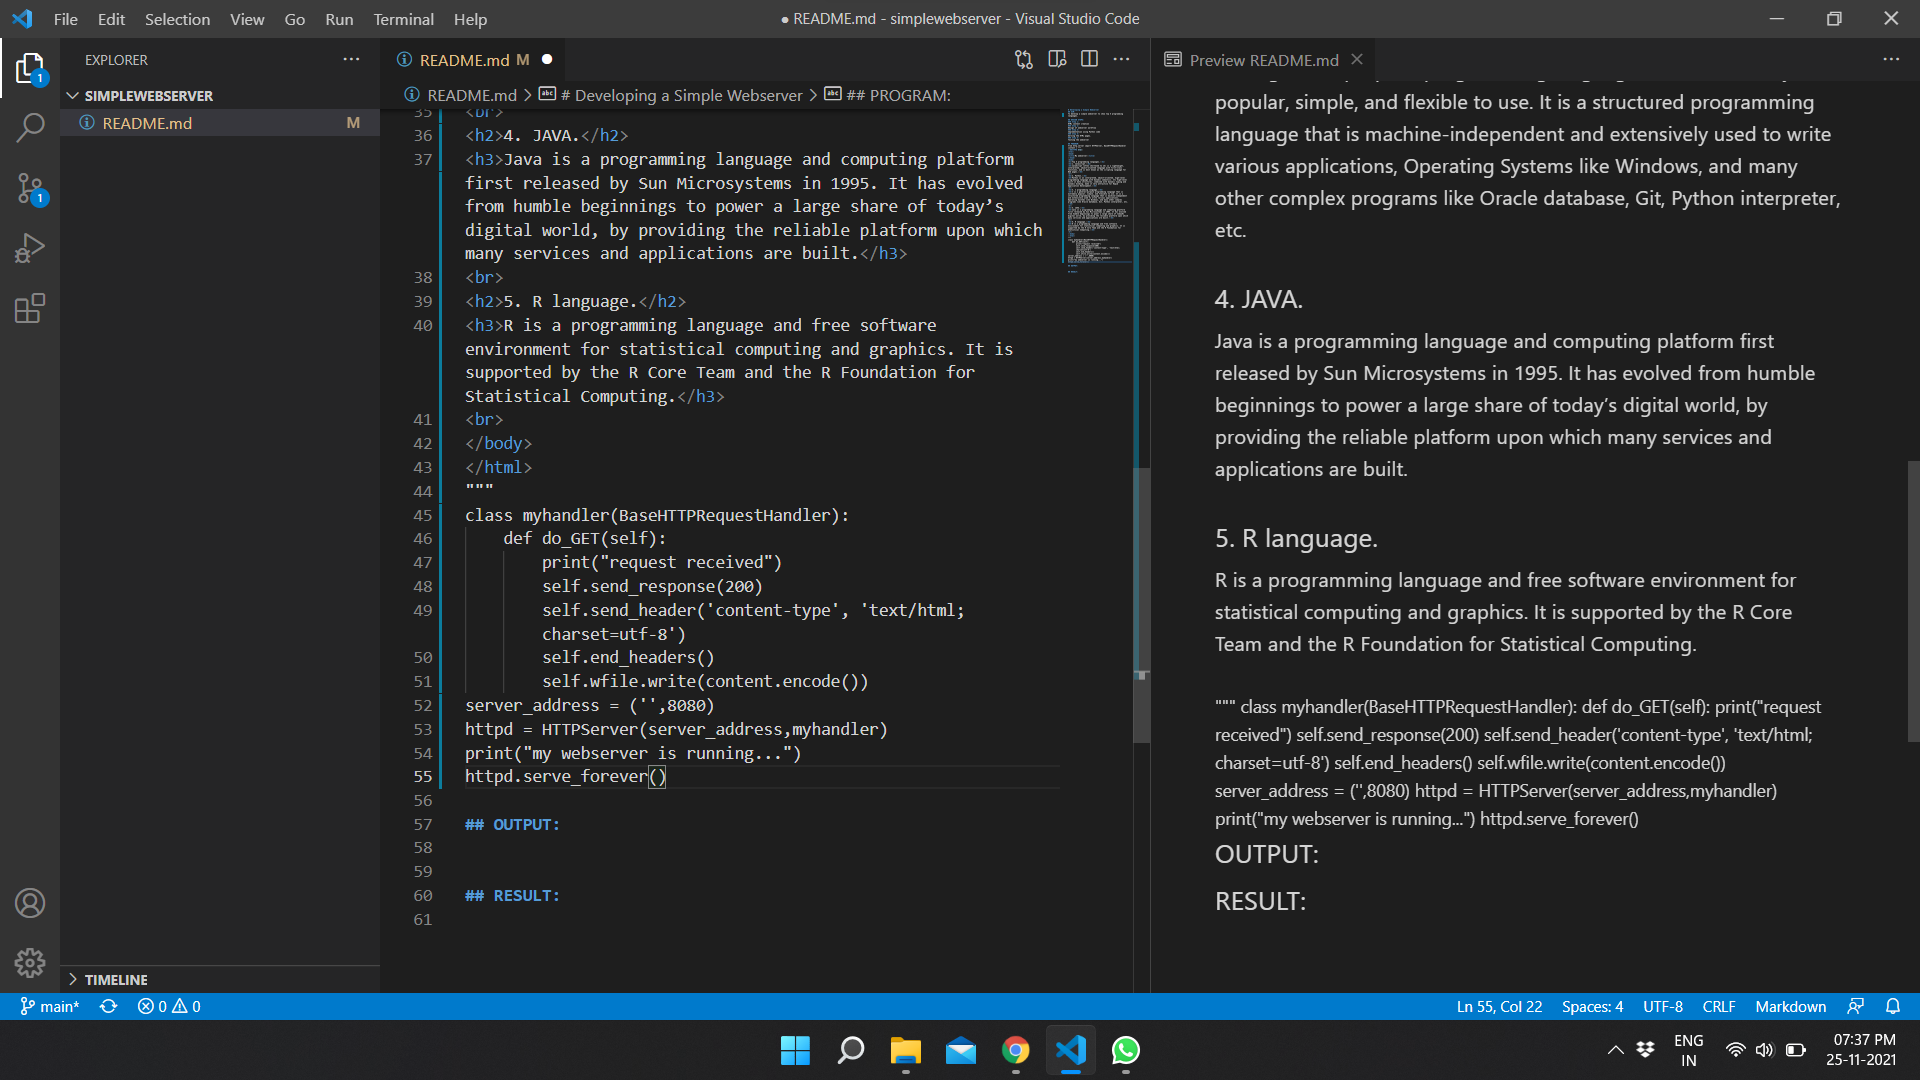 File Edit Selection View Go Run Terminal Help
● README.md - simplewebserver - Visual Studio Code
EXPLORER
SIMPLEWEBSERVER
README.md M
1
1
TIMELINE
README.md M
README.md > # Developing a Simple Webserver > ## PROGRAM:
35 <br>
36 <h2>4. JAVA.</h2>
37 <h3>Java is a programming language and computing platform
first released by Sun Microsystems in 1995. It has evolved
from humble beginnings to power a large share of today’s
digital world, by providing the reliable platform upon which
many services and applications are built.</h3>
38 <br>
39 <h2>5. R language.</h2>
40 <h3>R is a programming language and free software
environment for statistical computing and graphics. It is
supported by the R Core Team and the R Foundation for
Statistical Computing.</h3>
41 <br>
42 </body>
43 </html>
44 """
45 class myhandler(BaseHTTPRequestHandler):
46 def do_GET(self):
47 print("request received")
48 self.send_response(200)
49 self.send_header('content-type', 'text/html;
charset=utf-8')
50 self.end_headers()
51 self.wfile.write(content.encode())
52 server_address = ('',8080)
53 httpd = HTTPServer(server_address,myhandler)
54 print("my webserver is running...")
55 httpd.serve_forever()
56
57 ## OUTPUT:
58
59
60 ## RESULT:
61
Preview README.md
popular, simple, and flexible to use. It is a structured programming
language that is machine-independent and extensively used to write
various applications, Operating Systems like Windows, and many
other complex programs like Oracle database, Git, Python interpreter,
etc.
4. JAVA.
Java is a programming language and computing platform first
released by Sun Microsystems in 1995. It has evolved from humble
beginnings to power a large share of today’s digital world, by
providing the reliable platform upon which many services and
applications are built.
5. R language.
R is a programming language and free software environment for
statistical computing and graphics. It is supported by the R Core
Team and the R Foundation for Statistical Computing.
""" class myhandler(BaseHTTPRequestHandler): def do_GET(self): print("request
received") self.send_response(200) self.send_header('content-type', 'text/html;
charset=utf-8') self.end_headers() self.wfile.write(content.encode())
server_address = ('',8080) httpd = HTTPServer(server_address,myhandler)
print("my webserver is running...") httpd.serve_forever()
OUTPUT:
RESULT:
main* 0 0
Ln 55, Col 22 Spaces: 4 UTF-8 CRLF Markdown
ENG
IN
07:37 PM
25-11-2021